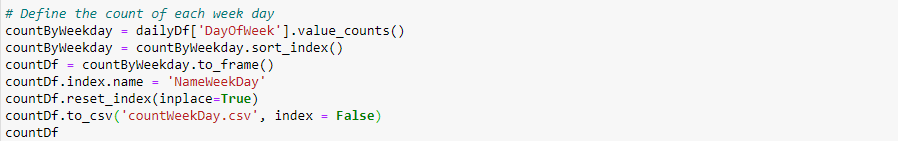 # Define the count of each week day
countByWeekday = dailyDf['DayOfWeek'].value_counts()
countByWeekday = countByWeekday.sort_index()
countDf = countByWeekday.to_frame()
countDf.index.name = 'NameWeekDay'
countDf.reset_index(inplace=True)
countDf.to_csv('countWeekDay.csv', index = False)
countDf